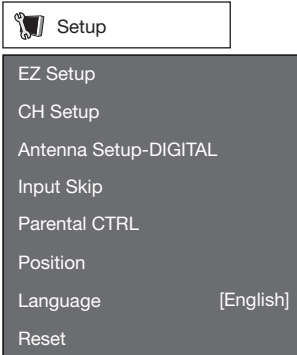 Setup
EZ Setup
CH Setup
Antenna Setup-DIGITAL
Input Skip
Parental CTRL
Position
Language [English]
Reset